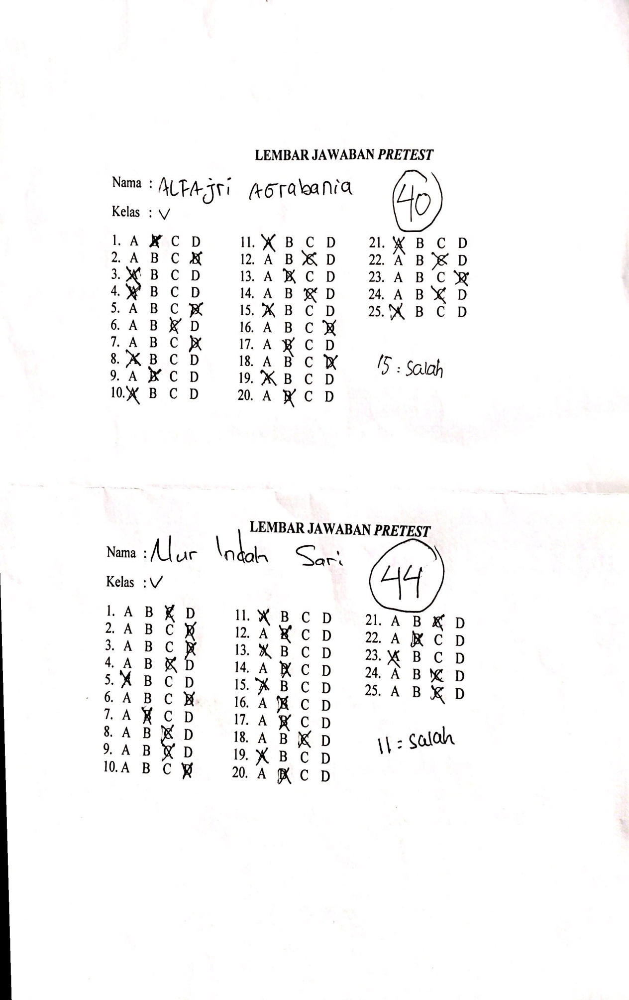 LEMBAR JAWABAN PRETEST
Nama : ALFAjri AGrabania
40
Kelas : V
1. A B C D 11. A B C D 21. A B C D
2. A B C D 12. A B C D 22. A B C D
3. A B C D 13. A B C D 23. A B C D
4. A B C D 14. A B C D 24. A B C D
5. A B C D 15. A B C D 25. A B C D
6. A B C D 16. A B C D
7. A B C D 17. A B C D
8. A B C D 18. A B C D
9. A B C D 19. A B C D
10. A B C D 20. A B C D
15 : Salah
LEMBAR JAWABAN PRETEST
Nama : Nur Indah Sari
44
Kelas : V
1. A B C D 11. A B C D 21. A B C D
2. A B C D 12. A B C D 22. A B C D
3. A B C D 13. A B C D 23. A B C D
4. A B C D 14. A B C D 24. A B C D
5. A B C D 15. A B C D 25. A B C D
6. A B C D 16. A B C D
7. A B C D 17. A B C D
8. A B C D 18. A B C D
9. A B C D 19. A B C D
10. A B C D 20. A B C D
11 = salah